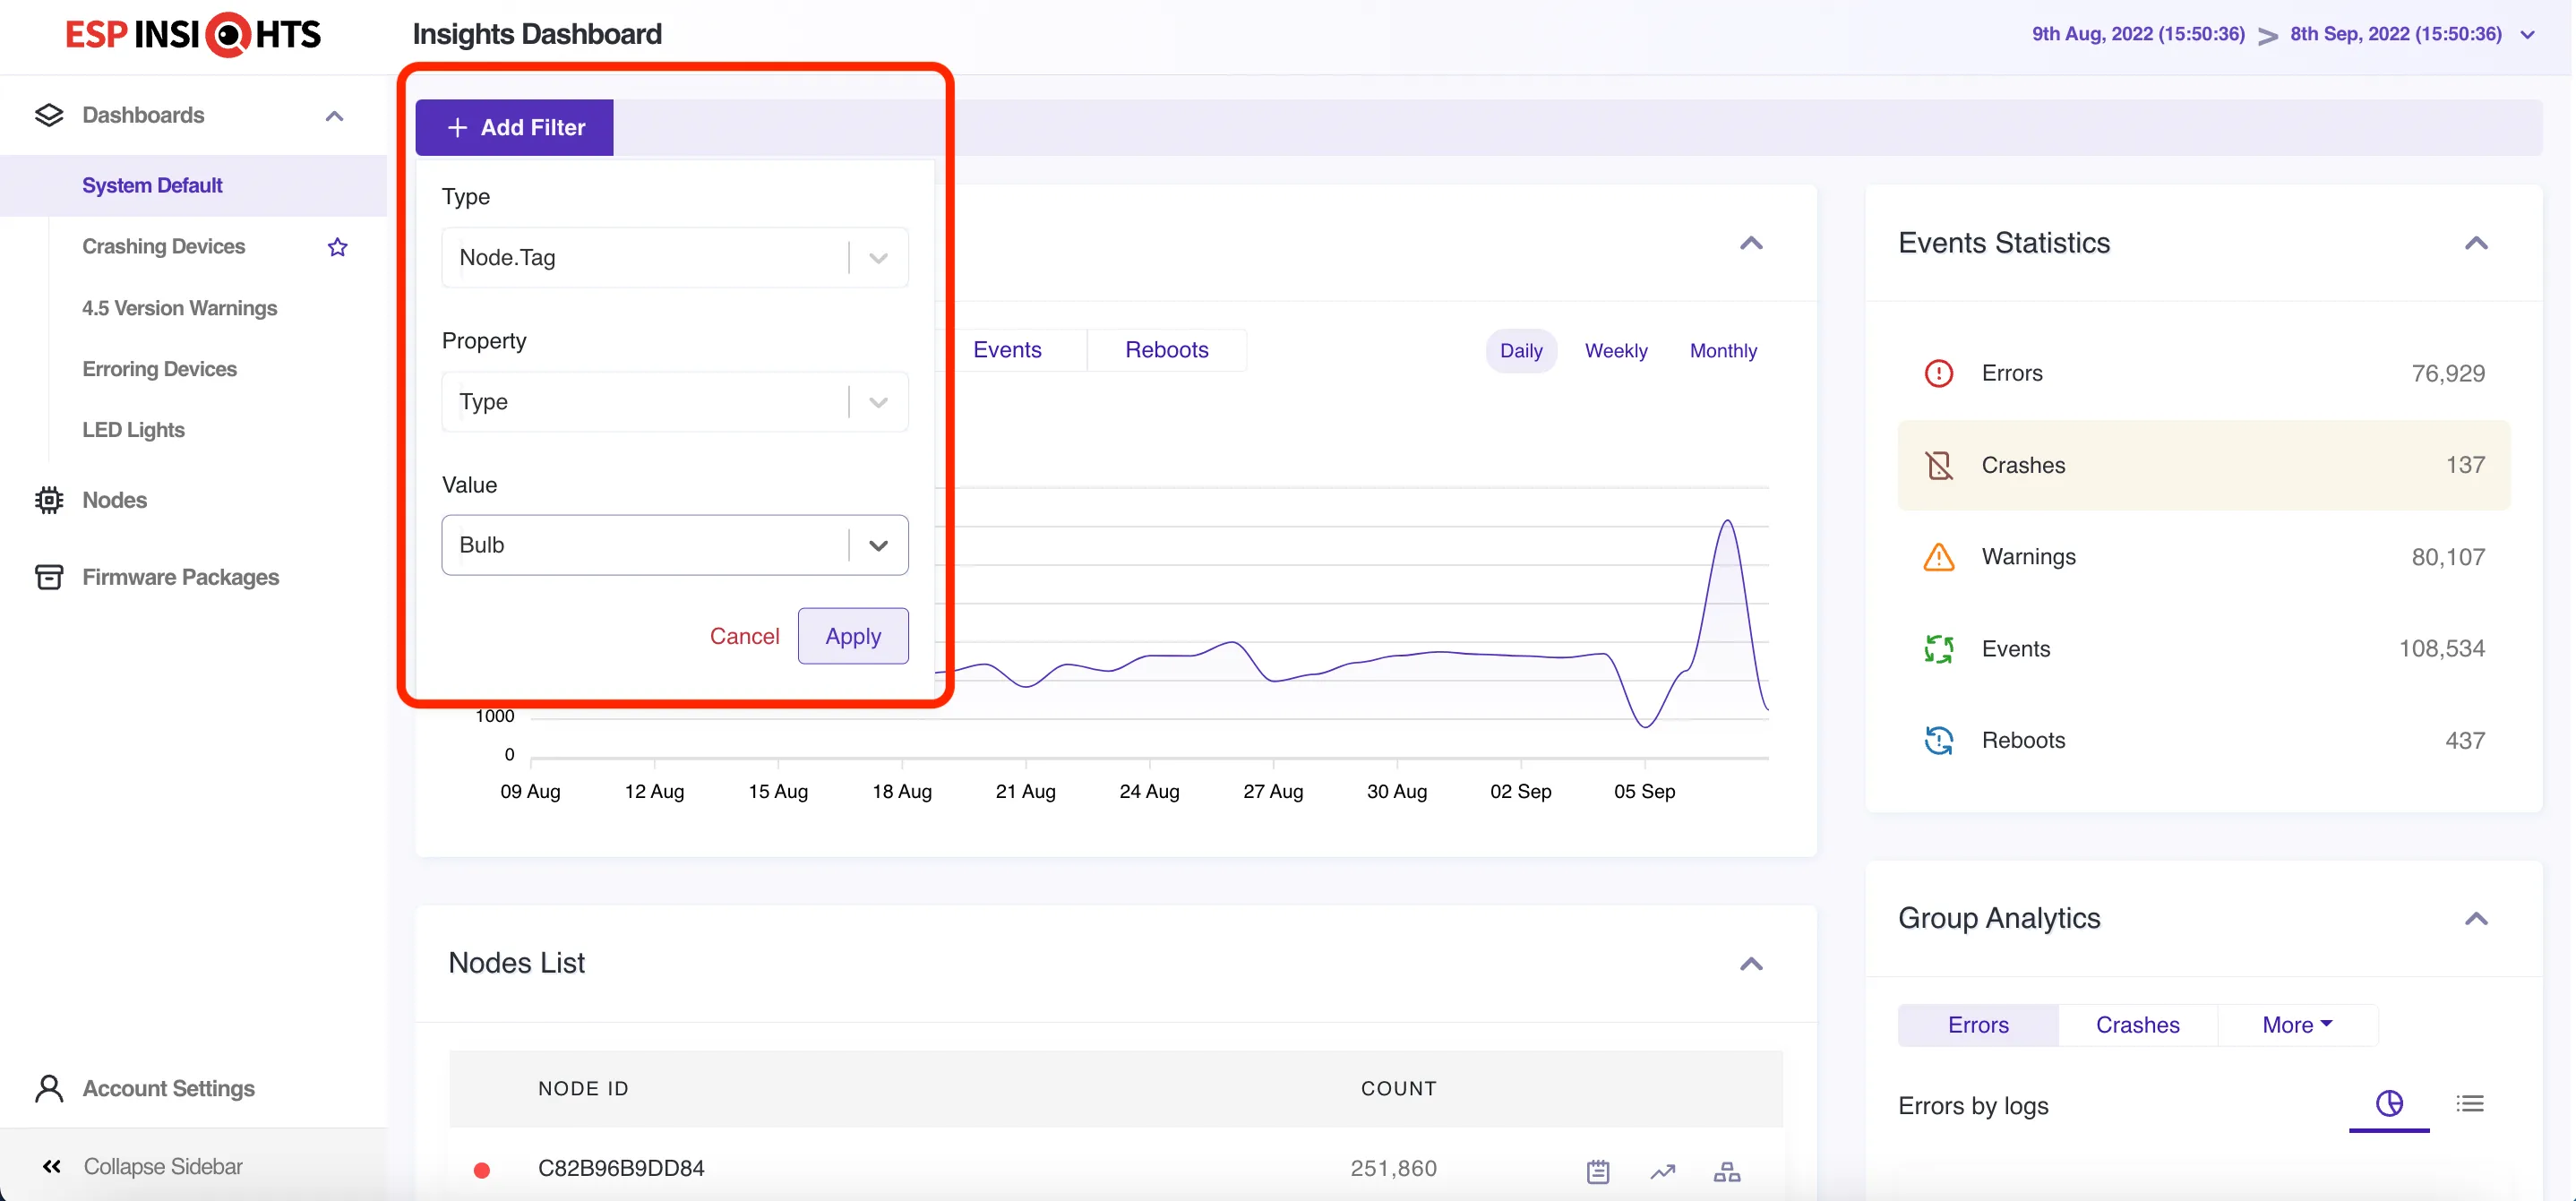 ESP INSIGHTS
Insights Dashboard
9th Aug, 2022 (15:50:36) > 8th Sep, 2022 (15:50:36)
Dashboards
System Default
Crashing Devices
4.5 Version Warnings
Erroring Devices
LED Lights
Nodes
Firmware Packages
Account Settings
Collapse Sidebar
+ Add Filter
Type
Node.Tag
Property
Type
Value
Bulb
Cancel Apply
Events Reboots
Daily Weekly Monthly
1000
0
09 Aug 12 Aug 15 Aug 18 Aug 21 Aug 24 Aug 27 Aug 30 Aug 02 Sep 05 Sep
Nodes List
NODE ID COUNT
C82B96B9DD84 251,860
Events Statistics
Errors 76,929
Crashes 137
Warnings 80,107
Events 108,534
Reboots 437
Group Analytics
Errors Crashes More
Errors by logs